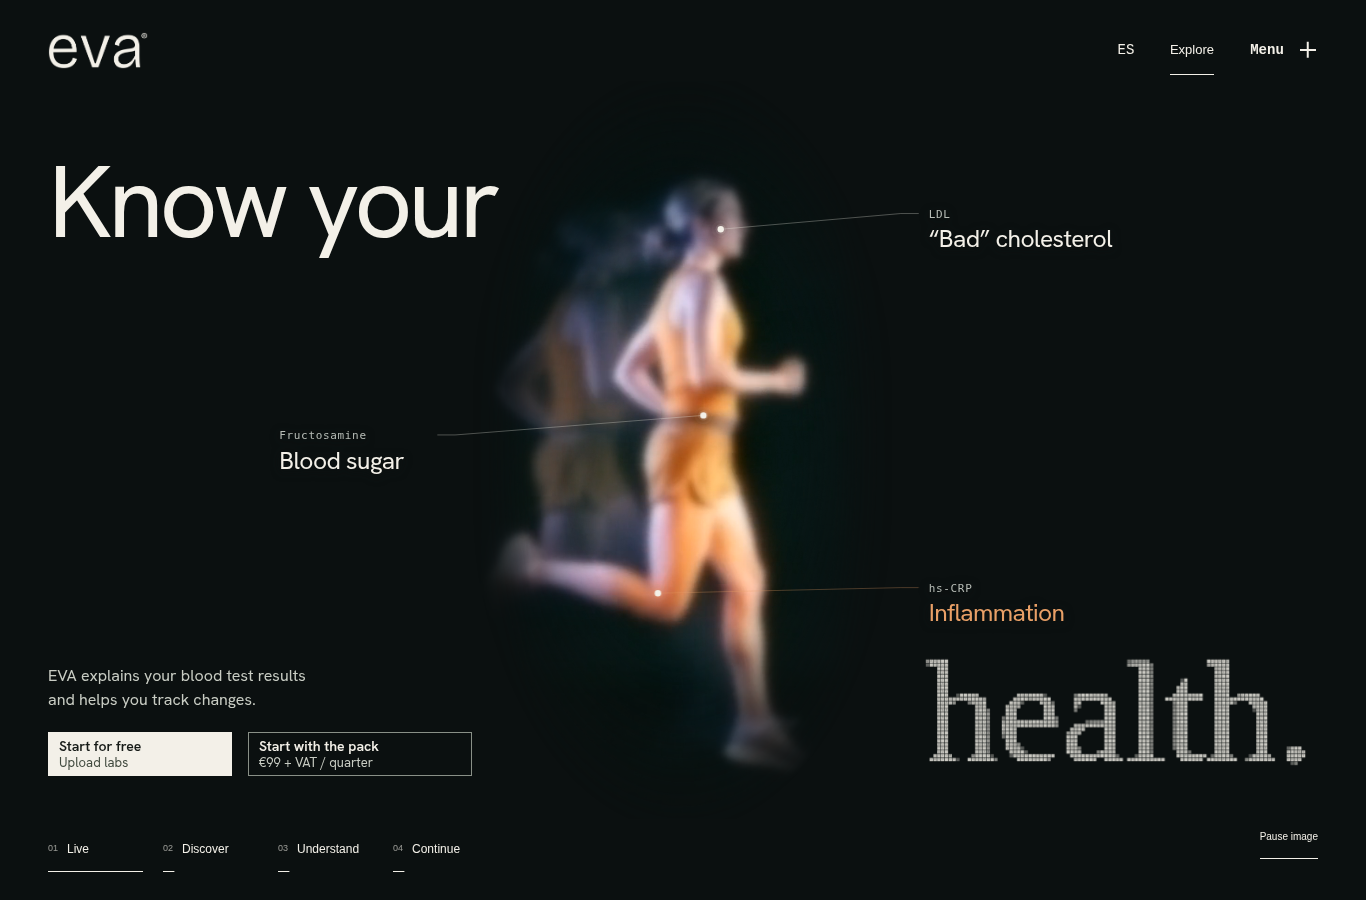 eva®
ES
Explore
Menu
Know your
LDL
“Bad” cholesterol
Fructosamine
Blood sugar
hs-CRP
Inflammation
health.
EVA explains your blood test results
and helps you track changes.
Start for free
Upload labs
Start with the pack
€99 + VAT / quarter
01 Live
02 Discover
03 Understand
04 Continue
Pause image